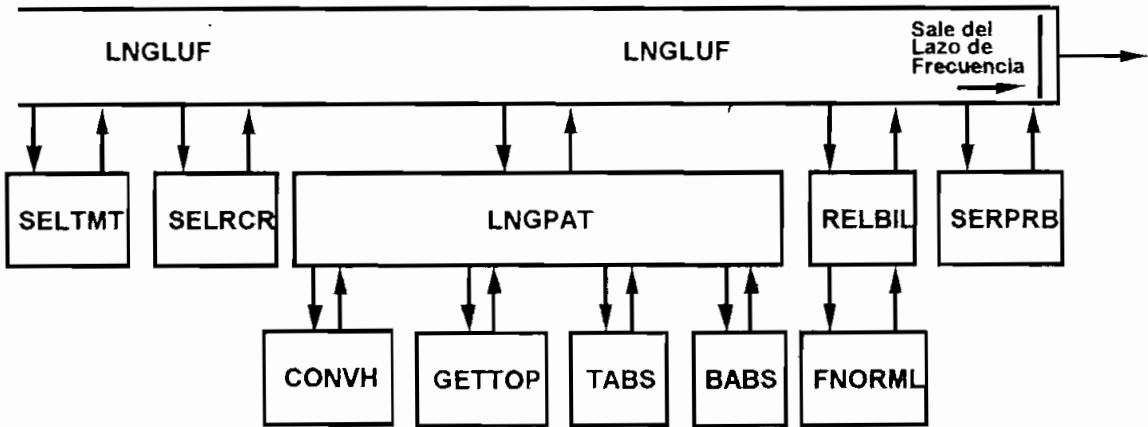 LNGLUF
LNGLUF
Sale del
Lazo de
Frecuencia
SELTMT
SELRCR
LNGPAT
RELBIL
SERPRB
CONVH
GETTOP
TABS
BABS
FNORML